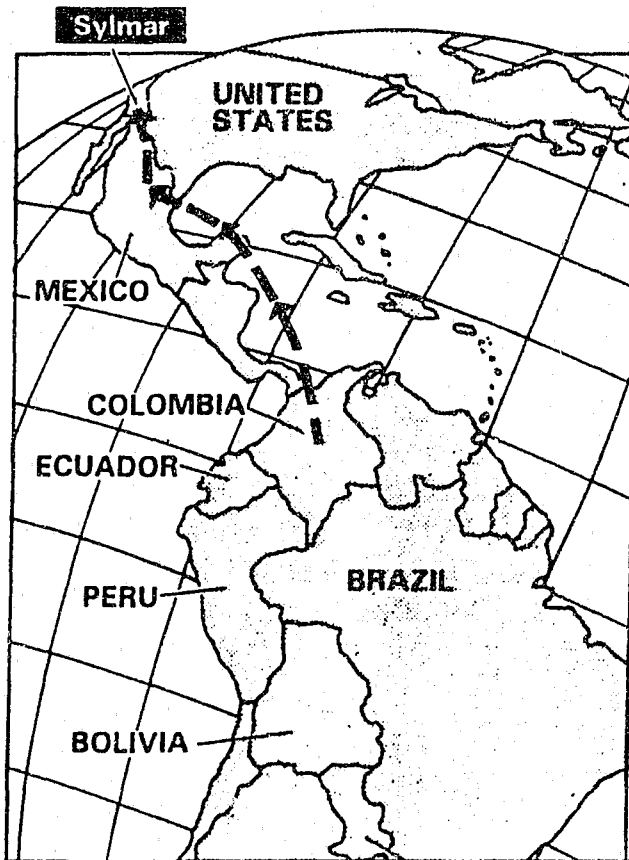 Sylmar
UNITED
STATES
MEXICO
COLOMBIA
ECUADOR
PERU
BRAZIL
BOLIVIA